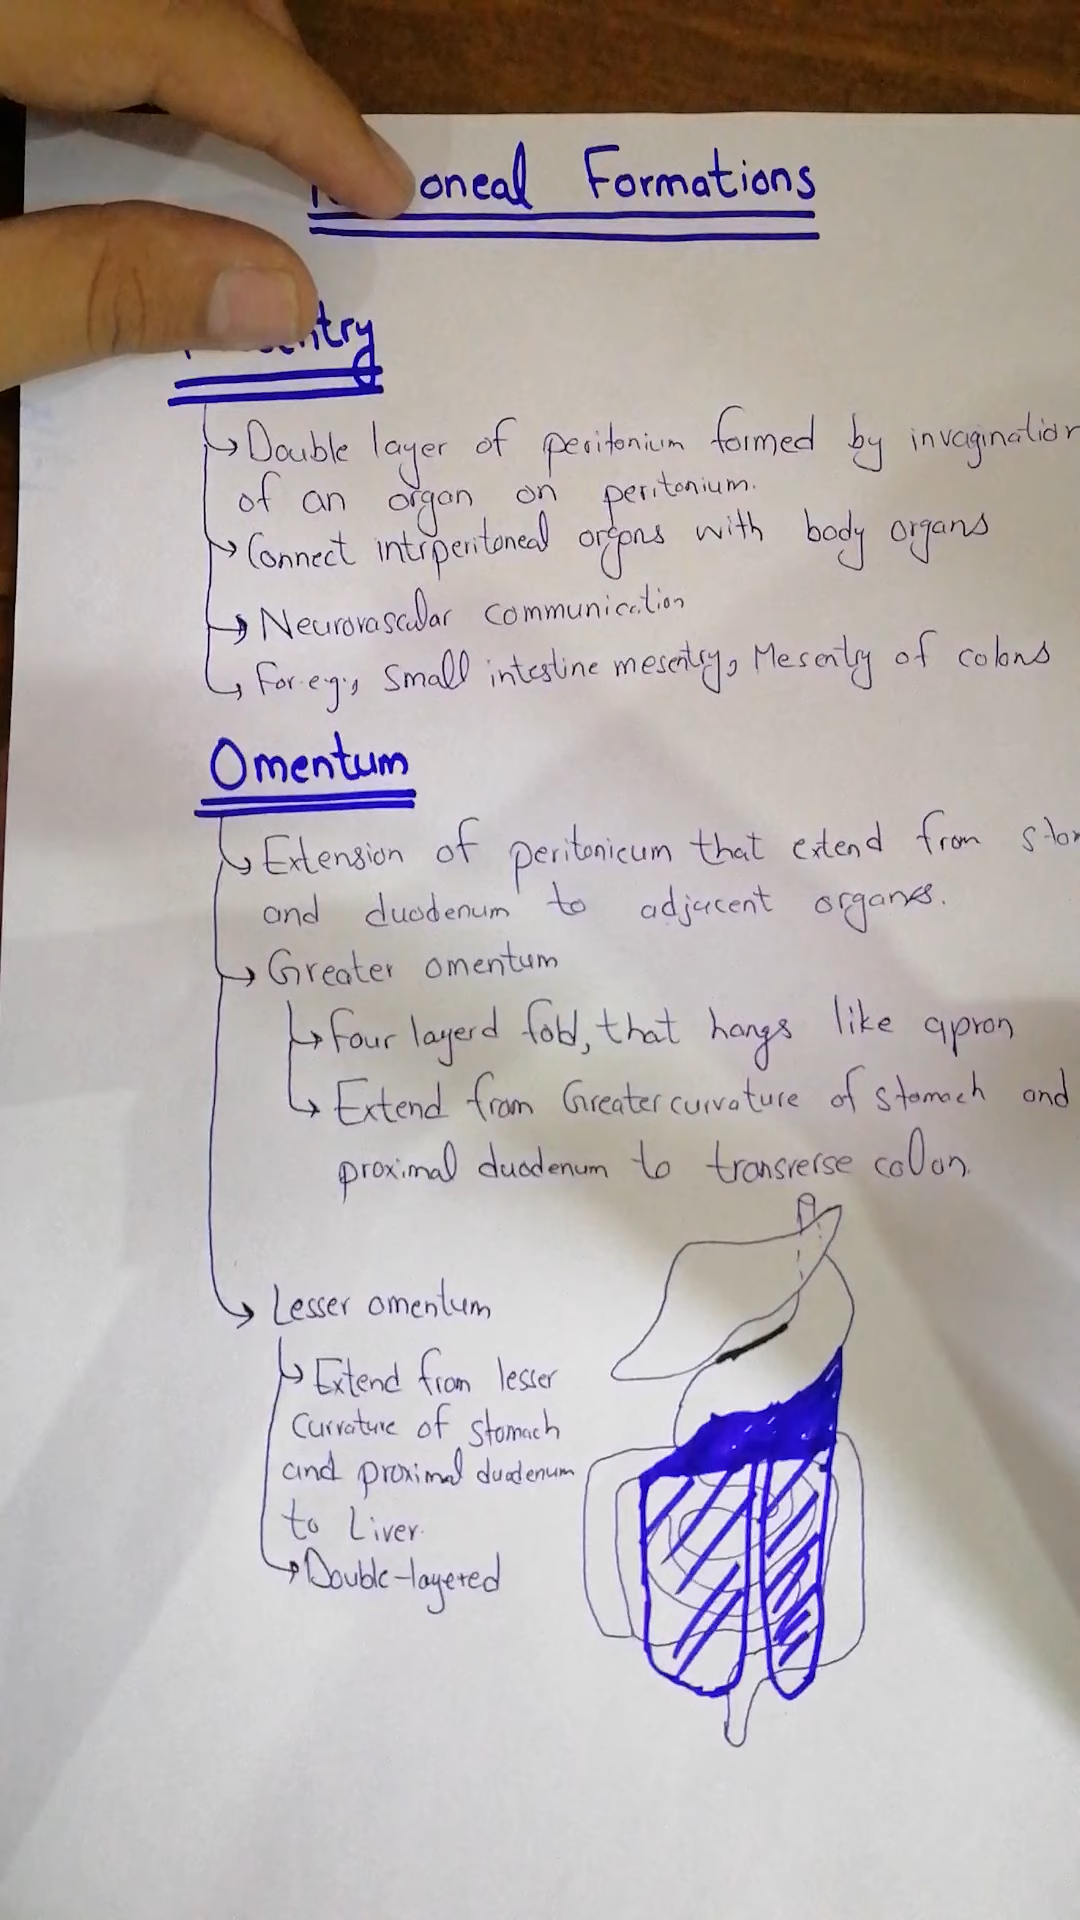 oneal Formations
ntry
Double layer of peritonium formed by invagination
of an organ on peritonium.
Connect intrperitoneal organs with body organs
Neurovascular communication
For e.g., Small intestine mesentry, Mesentry of colons
Omentum
Extension of peritonicum that extend from stom
and duodenum to adjacent organs.
Greater omentum
Four layerd fold, that hangs like apron
Extend from Greater curvature of stomach and
proximal duodenum to transverse colon.
Lesser omentum
Extend from lesser
curvature of stomach
and proximal duodenum
to Liver.
Double-layered